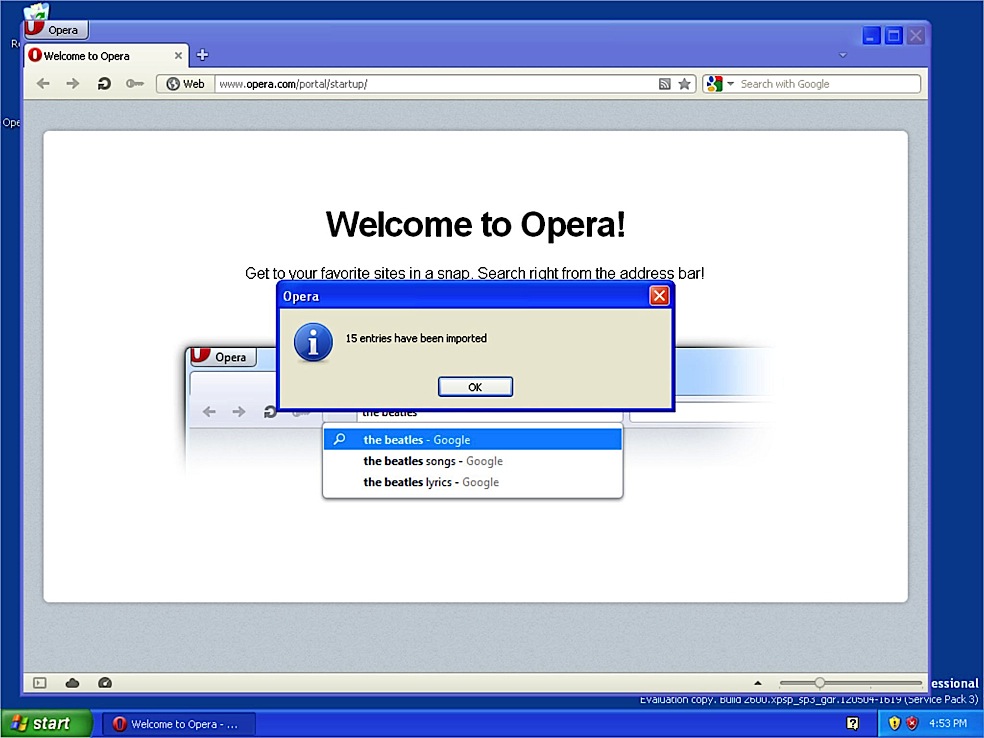 Opera
Welcome to Opera
Web
www.opera.com/portal/startup/
Search with Google
Welcome to Opera!
Get to your favorite sites in a snap. Search right from the address bar!
Opera
15 entries have been imported
OK
Opera
the beatles
the beatles - Google
the beatles songs - Google
the beatles lyrics - Google
essional
Evaluation copy. Build 2600.xpsp_sp3_gdr.120504-1619 (Service Pack 3)
start
Welcome to Opera - ...
4:53 PM